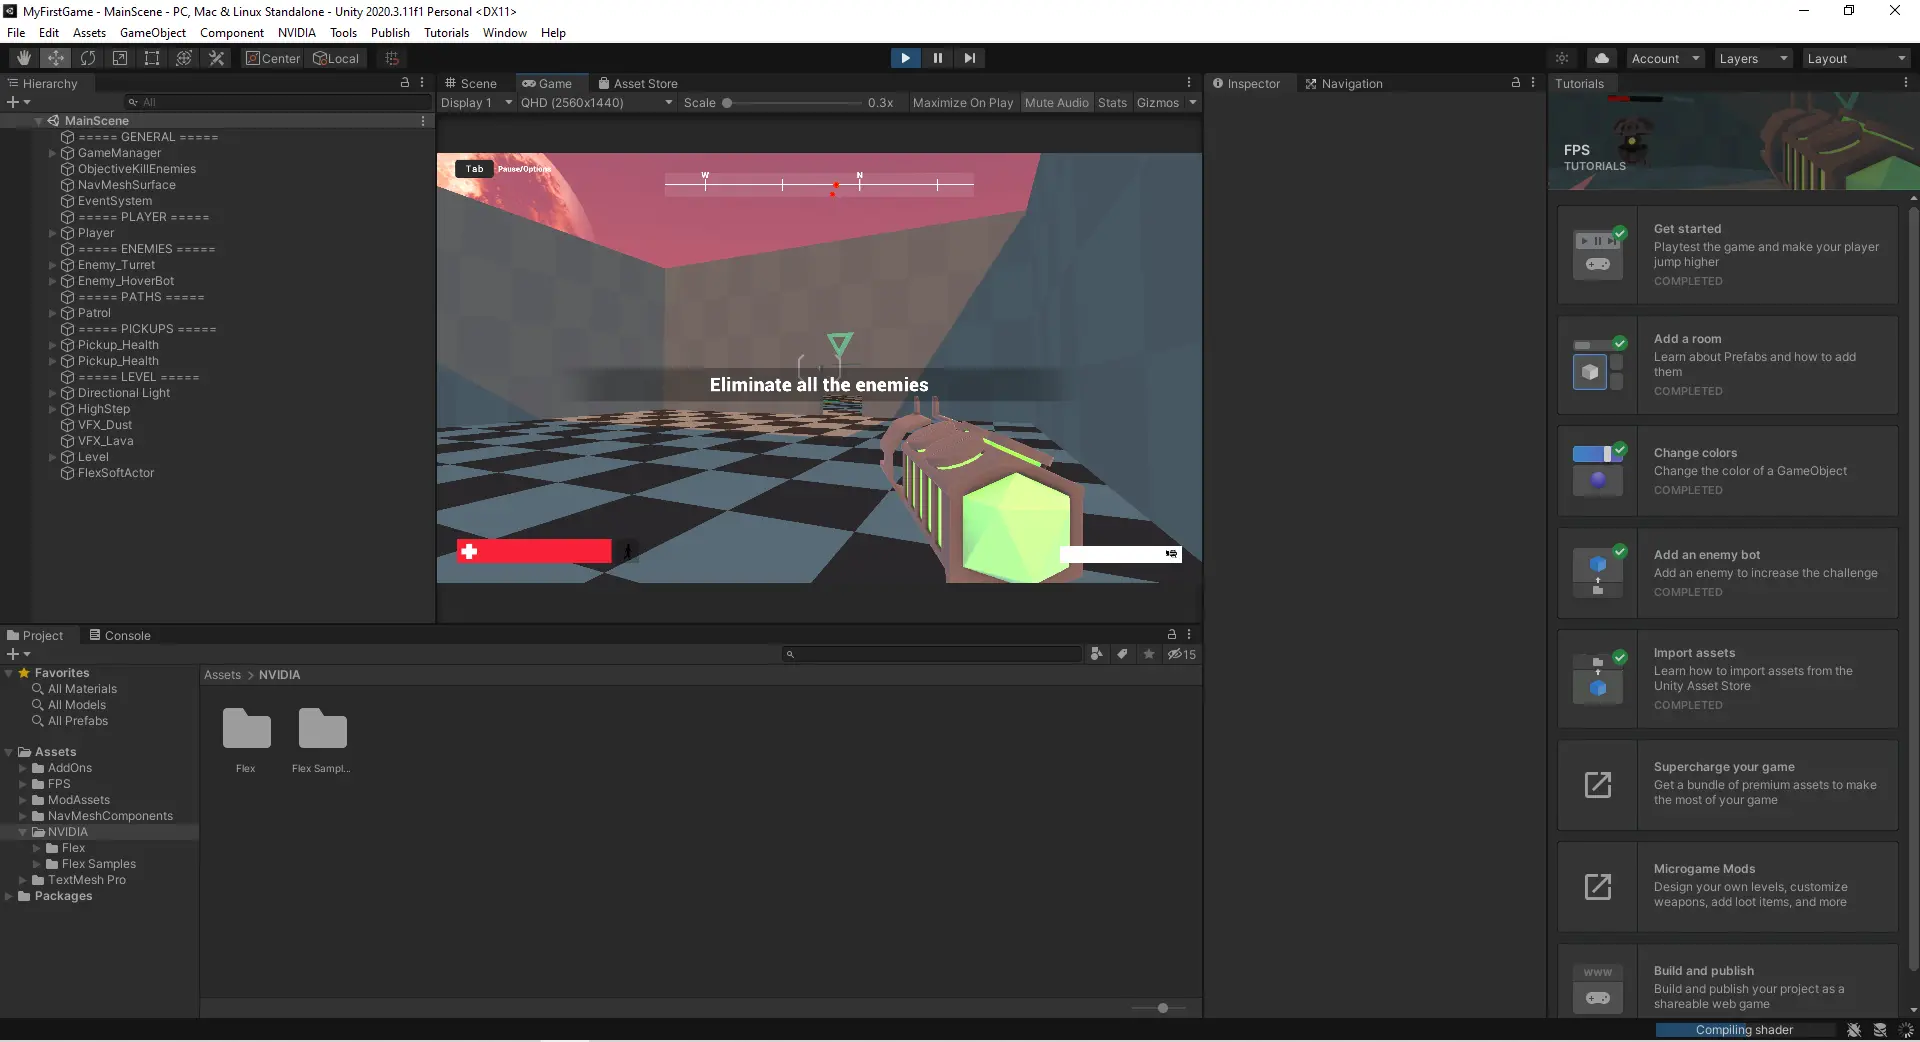 MyFirstGame - MainScene - PC, Mac & Linux Standalone - Unity 2020.3.11f1 Personal <DX11>
File Edit Assets GameObject Component NVIDIA Tools Publish Tutorials Window Help
Center Local Account Layers Layout
Hierarchy
All
MainScene
===== GENERAL =====
GameManager
ObjectiveKillEnemies
NavMeshSurface
EventSystem
===== PLAYER =====
Player
===== ENEMIES =====
Enemy_Turret
Enemy_HoverBot
===== PATHS =====
Patrol
===== PICKUPS =====
Pickup_Health
Pickup_Health
===== LEVEL =====
Directional Light
HighStep
VFX_Dust
VFX_Lava
Level
FlexSoftActor
Scene Game Asset Store
Display 1 QHD (2560x1440) Scale 0.3x Maximize On Play Mute Audio Stats Gizmos
Tab Pause/Options
W N
Eliminate all the enemies
Inspector Navigation
Tutorials
FPS
TUTORIALS
Get started
Playtest the game and make your player
jump higher
COMPLETED
Add a room
Learn about Prefabs and how to add
them
COMPLETED
Change colors
Change the color of a GameObject
COMPLETED
Add an enemy bot
Add an enemy to increase the challenge
COMPLETED
Import assets
Learn how to import assets from the
Unity Asset Store
COMPLETED
Supercharge your game
Get a bundle of premium assets to make
the most of your game
Microgame Mods
Design your own levels, customize
weapons, add loot items, and more
www
Build and publish
Build and publish your project as a
shareable web game
Project Console
15
Favorites
All Materials
All Models
All Prefabs
Assets
AddOns
FPS
ModAssets
NavMeshComponents
NVIDIA
Flex
Flex Samples
TextMesh Pro
Packages
Assets > NVIDIA
Flex Flex Sampl...
Compiling shader